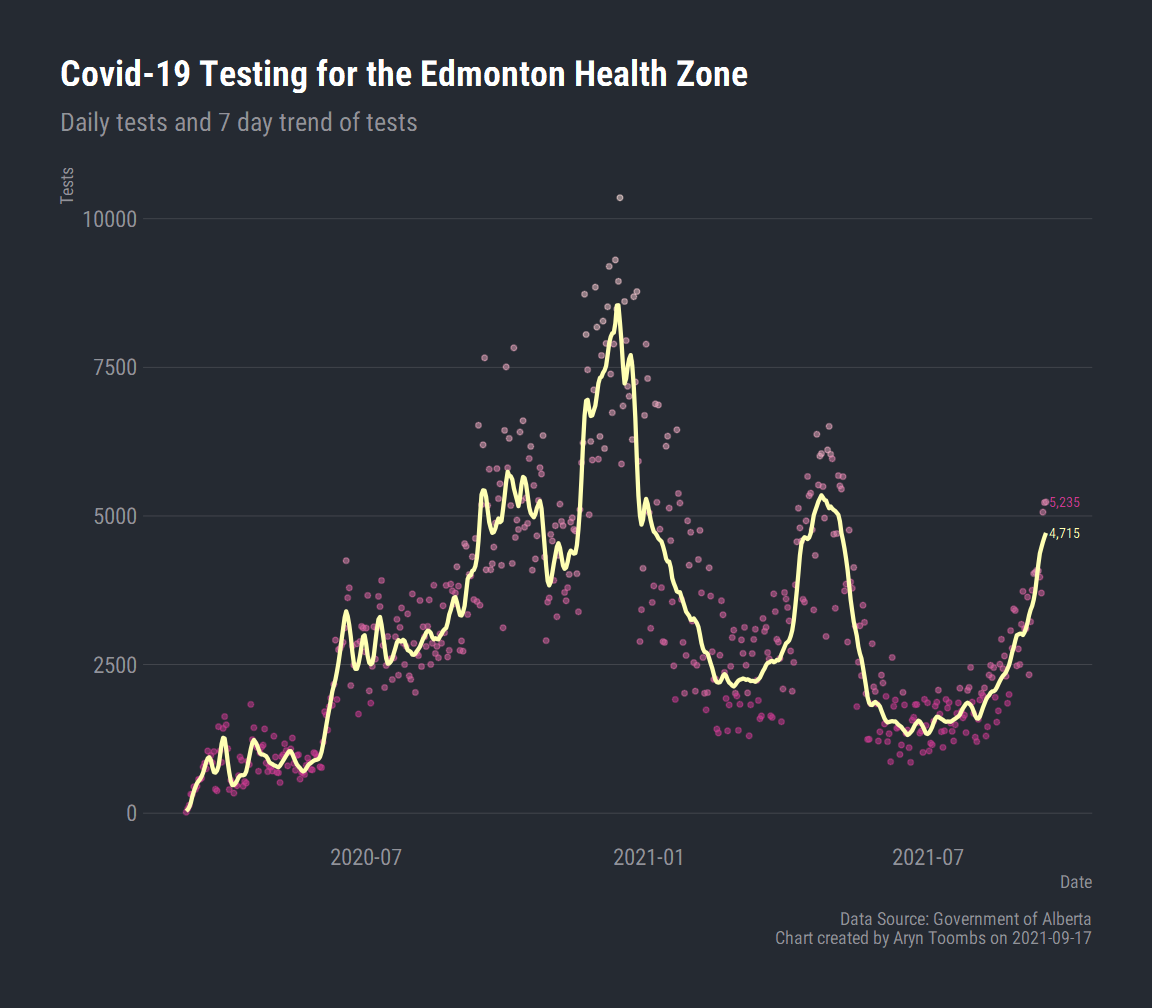 Covid-19 Testing for the Edmonton Health Zone
Daily tests and 7 day trend of tests
Tests
10000
7500
5000
2500
0
5,235
4,715
2020-07
2021-01
2021-07
Date
Data Source: Government of Alberta
Chart created by Aryn Toombs on 2021-09-17